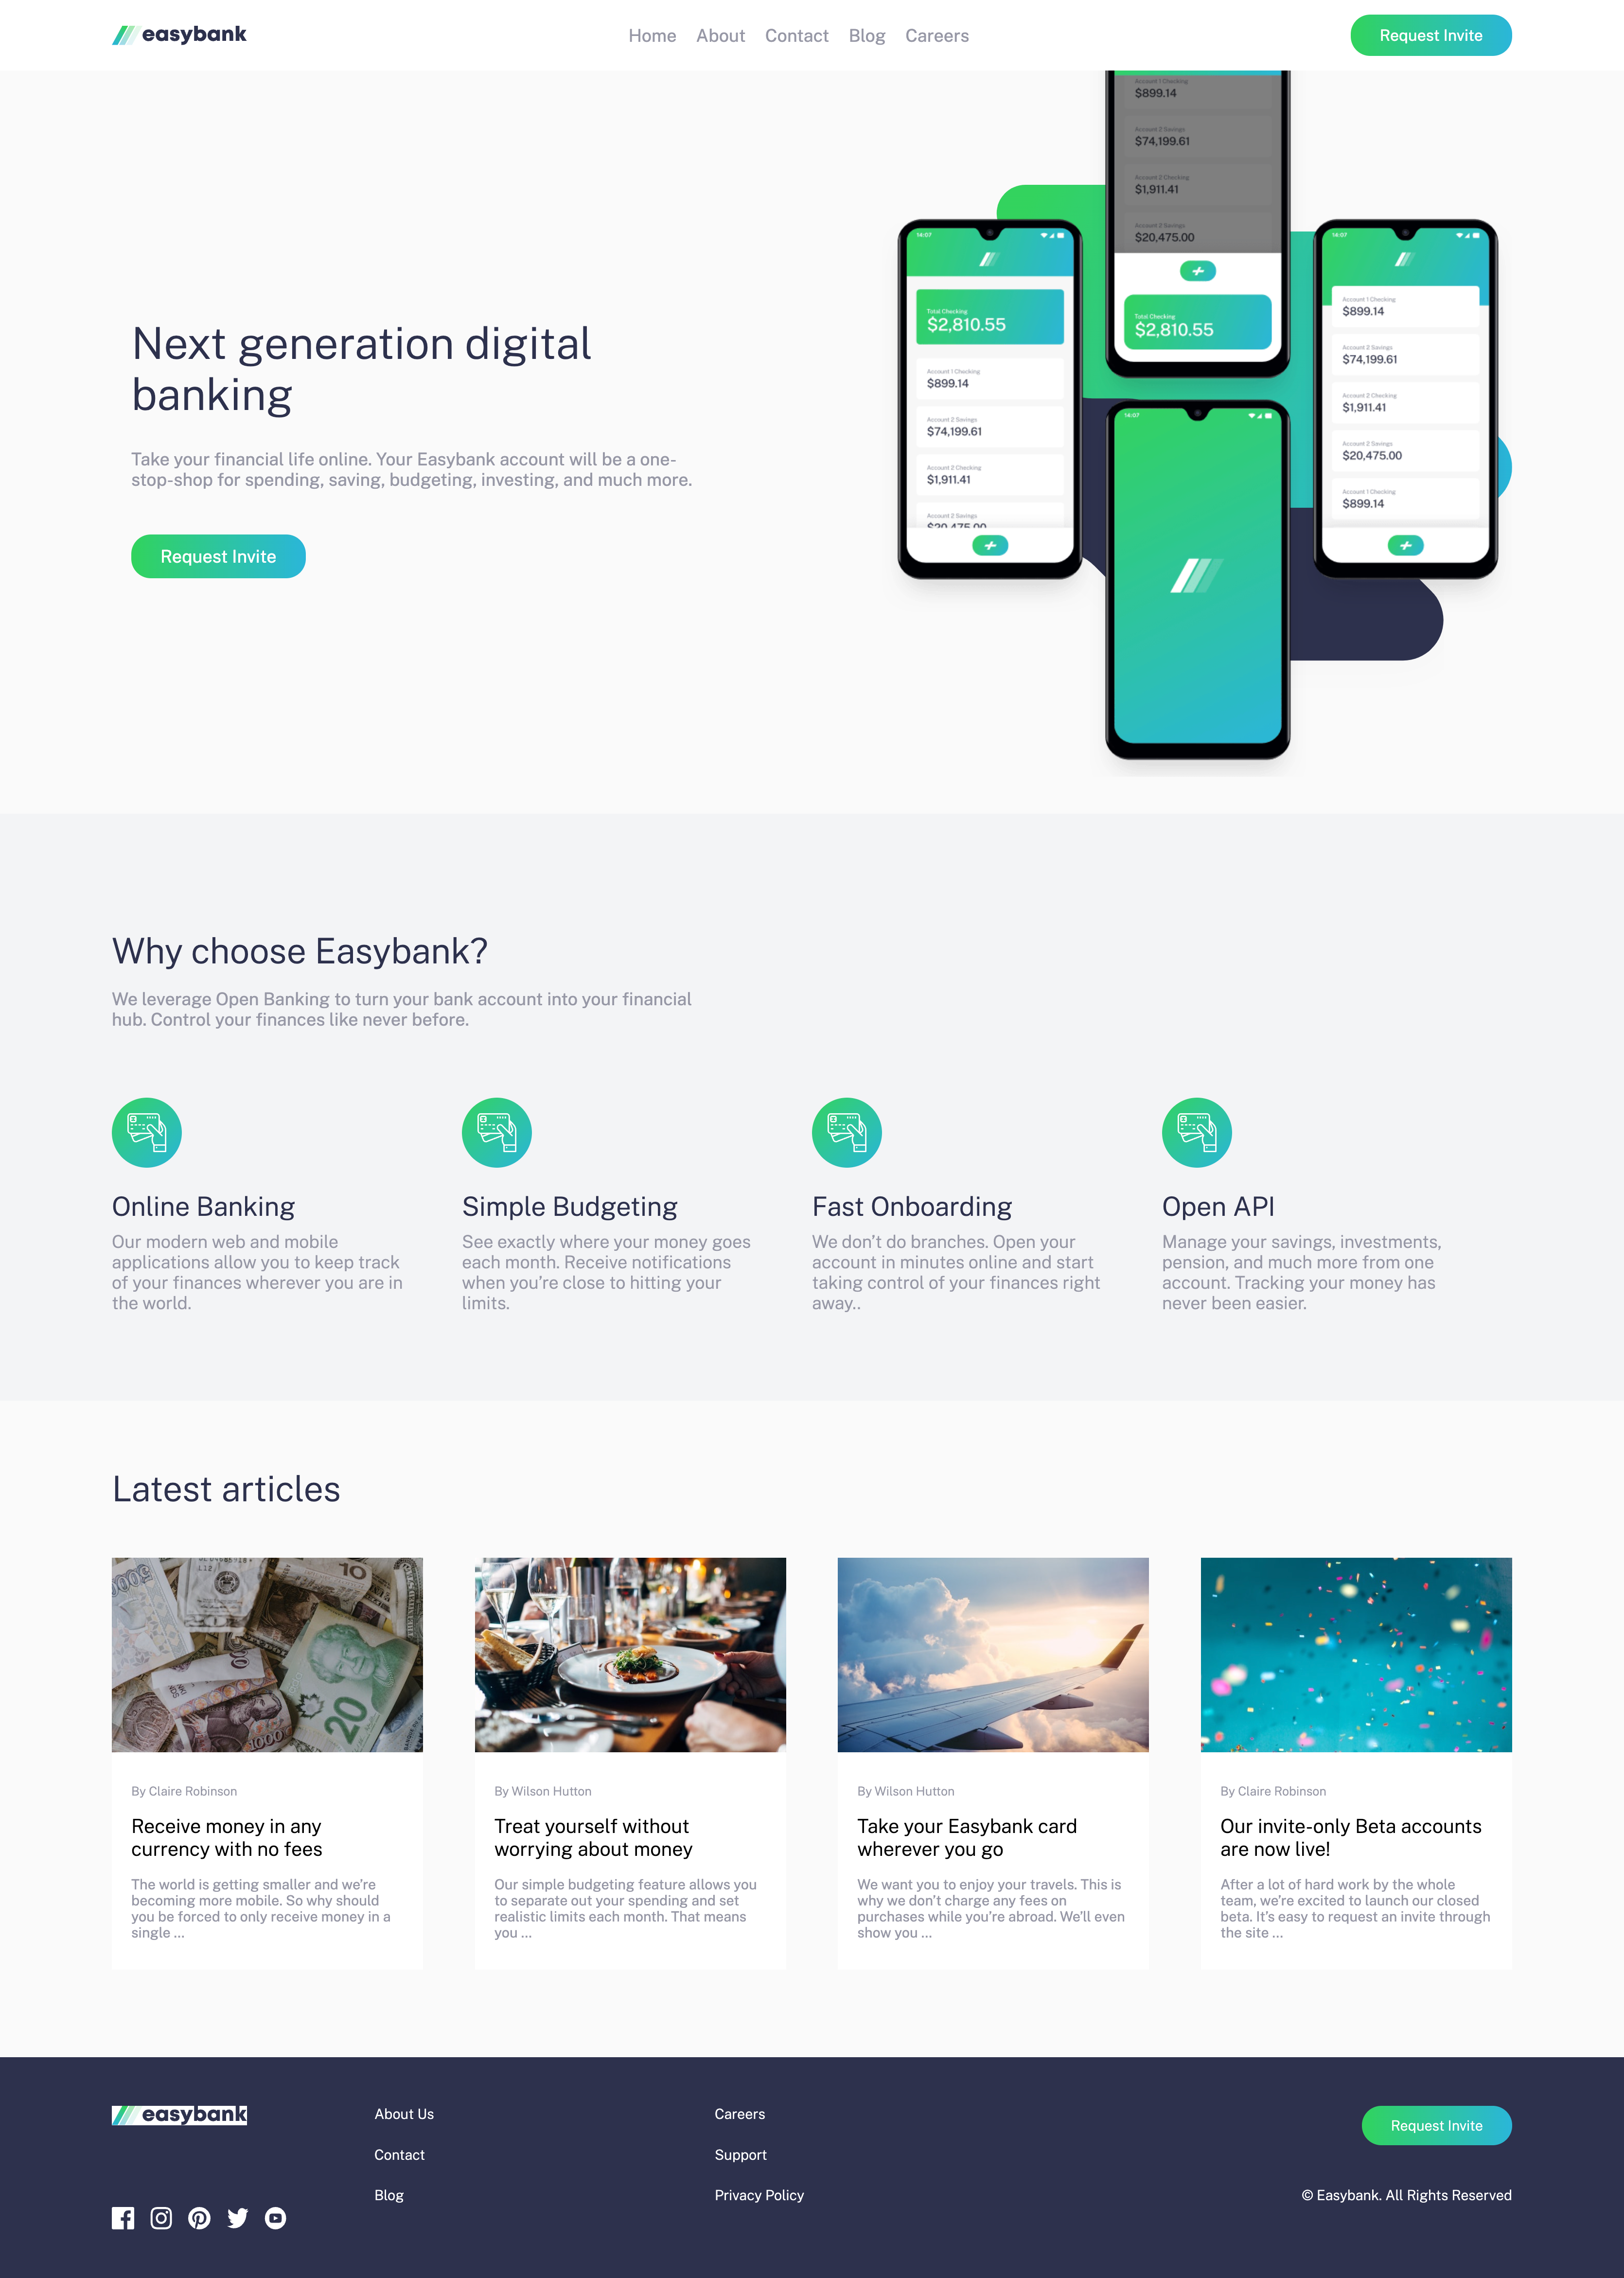 easybank
Home About Contact Blog Careers
Request Invite
Next generation digital
banking
Take your financial life online. Your Easybank account will be a one-
stop-shop for spending, saving, budgeting, investing, and much more.
Request Invite
14:07
Total Checking
$2,810.55
Account 1 Checking
$899.14
Account 2 Savings
$74,199.61
Account 2 Checking
$1,911.41
Account 2 Savings
$20,475.00
Account 1 Checking
$899.14
Account 2 Savings
$74,199.61
Account 2 Checking
$1,911.41
Account 2 Savings
$20,475.00
Total Checking
$2,810.55
14:07
14:07
Account 1 Checking
$899.14
Account 2 Savings
$74,199.61
Account 2 Checking
$1,911.41
Account 2 Savings
$20,475.00
Account 1 Checking
$899.14
Why choose Easybank?
We leverage Open Banking to turn your bank account into your financial
hub. Control your finances like never before.
Online Banking
Our modern web and mobile
applications allow you to keep track
of your finances wherever you are in
the world.
Simple Budgeting
See exactly where your money goes
each month. Receive notifications
when you’re close to hitting your
limits.
Fast Onboarding
We don’t do branches. Open your
account in minutes online and start
taking control of your finances right
away..
Open API
Manage your savings, investments,
pension, and much more from one
account. Tracking your money has
never been easier.
Latest articles
5000
10
20
1000
By Claire Robinson
Receive money in any
currency with no fees
The world is getting smaller and we’re
becoming more mobile. So why should
you be forced to only receive money in a
single ...
By Wilson Hutton
Treat yourself without
worrying about money
Our simple budgeting feature allows you
to separate out your spending and set
realistic limits each month. That means
you ...
By Wilson Hutton
Take your Easybank card
wherever you go
We want you to enjoy your travels. This is
why we don’t charge any fees on
purchases while you’re abroad. We’ll even
show you ...
By Claire Robinson
Our invite-only Beta accounts
are now live!
After a lot of hard work by the whole
team, we’re excited to launch our closed
beta. It’s easy to request an invite through
the site ...
easybank
About Us
Contact
Blog
Careers
Support
Privacy Policy
Request Invite
© Easybank. All Rights Reserved